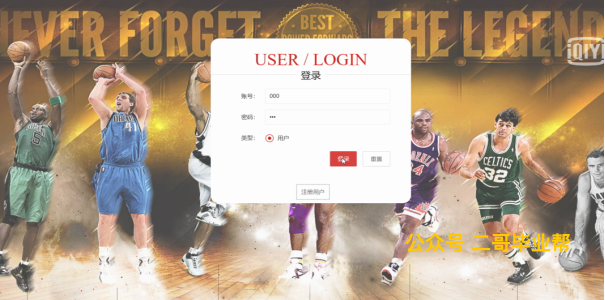 NEVER FORGET
BEST
POWER FORWARDS
THE LEGEND
iQIYI
USER / LOGIN
登录
账号:
000
密码:
•••
类型:
用户
登录
重置
注册用户
5
DALLAS
41
4
CELTICS
32
公众号 二哥毕业帮